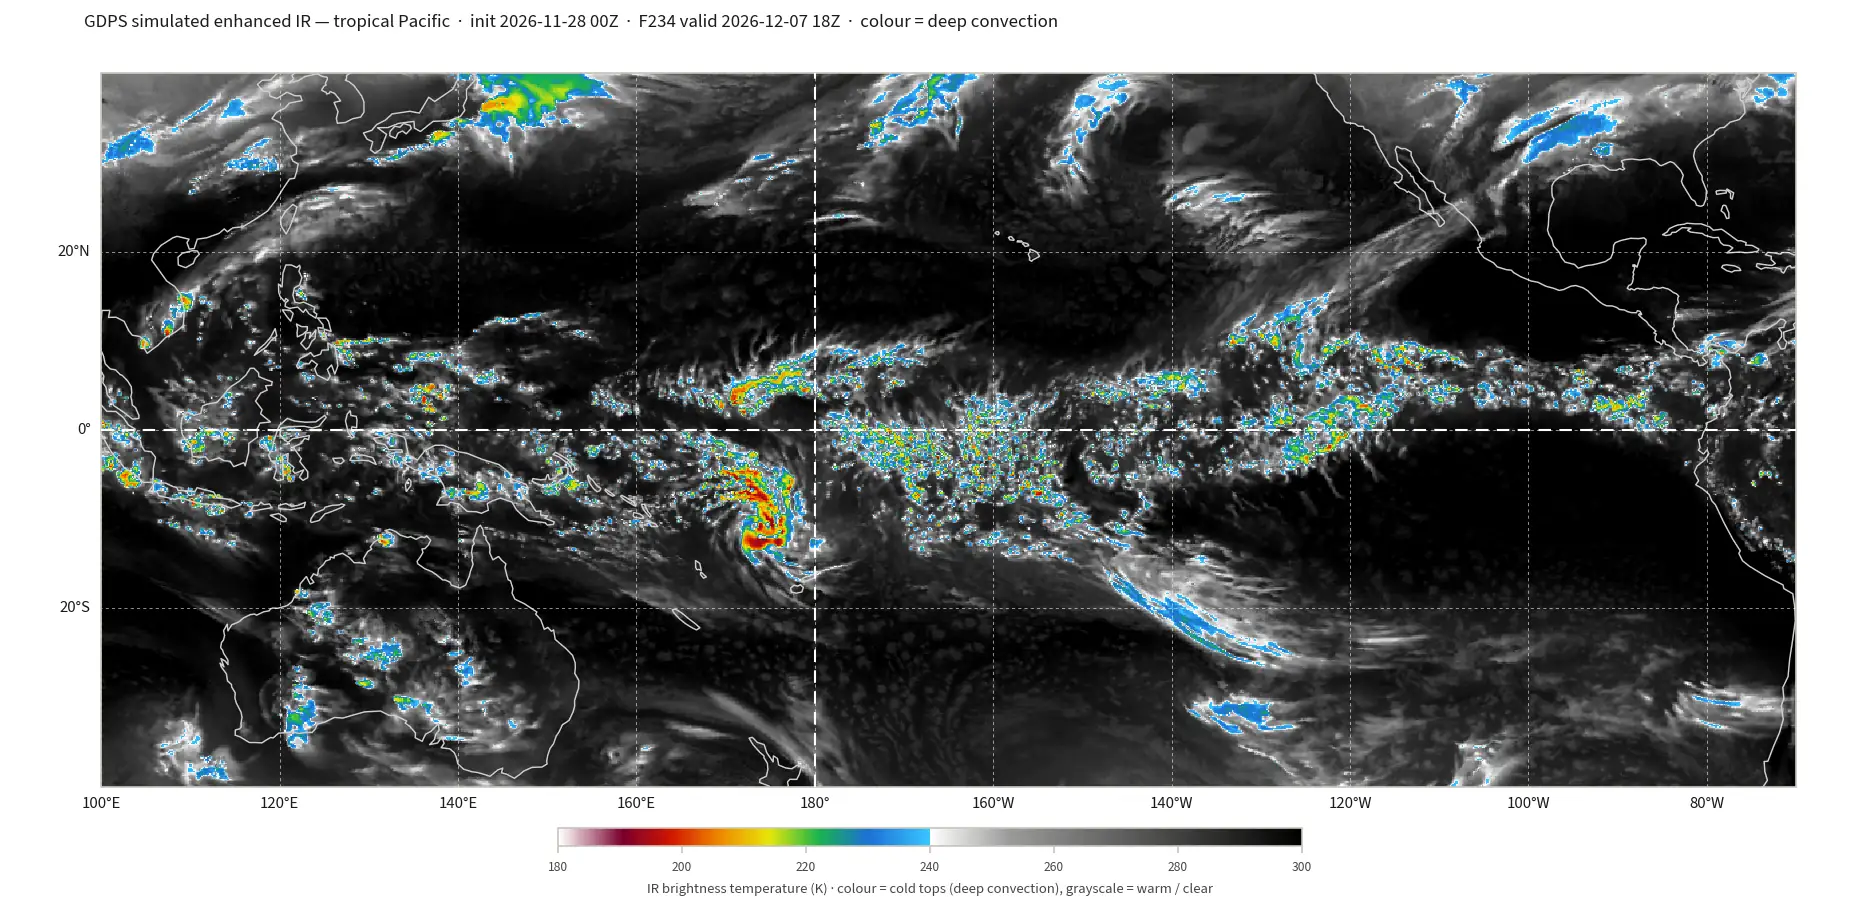 GDPS simulated enhanced IR — tropical Pacific · init 2026-11-28 00Z · F234 valid 2026-12-07 18Z · colour = deep convection
20°N
0°
20°S
100°E 120°E 140°E 160°E 180° 160°W 140°W 120°W 100°W 80°W
180 200 220 240 260 280 300
IR brightness temperature (K) · colour = cold tops (deep convection), grayscale = warm / clear